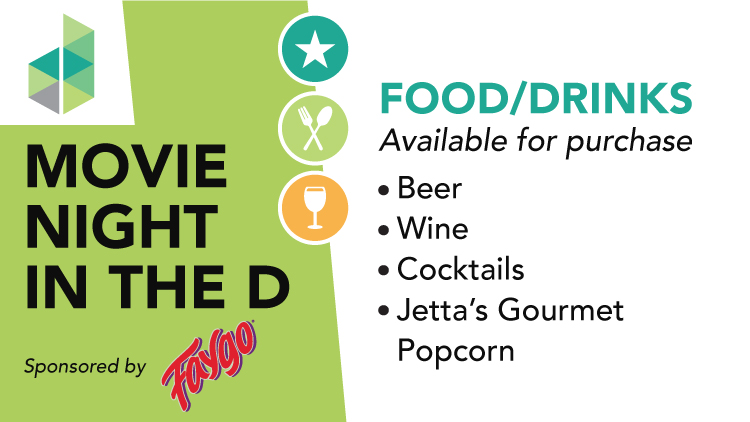 MOVIE
NIGHT
IN THE D
Sponsored by Faygo
FOOD/DRINKS
Available for purchase
• Beer
• Wine
• Cocktails
• Jetta's Gourmet
Popcorn